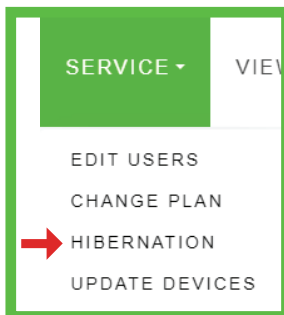 SERVICE
EDIT USERS
CHANGE PLAN
HIBERNATION
UPDATE DEVICES